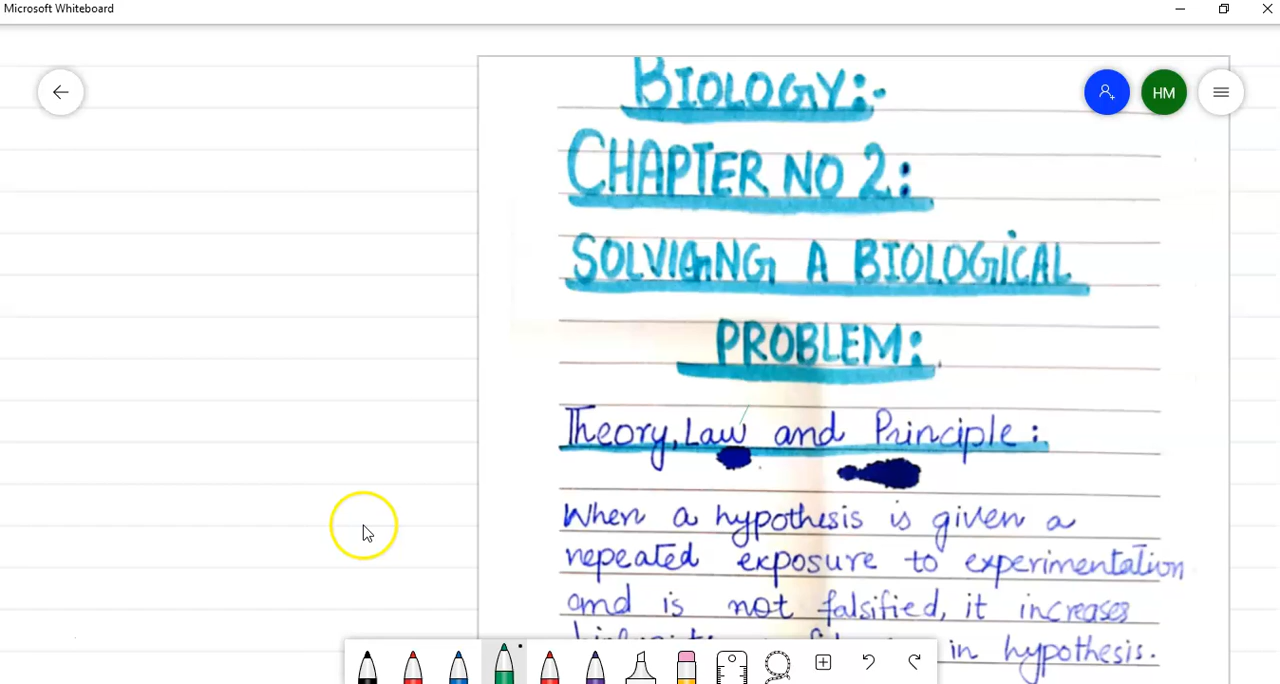 Microsoft Whiteboard
BIOLOGY:-
HM
CHAPTER NO 2:
SOLVIGNG A BIOLOGICAL
PROBLEM:
Theory, Law and Principle:
When a hypothesis is given a
repeated exposure to experimentation
and is not falsified, it increases
in hypothesis.